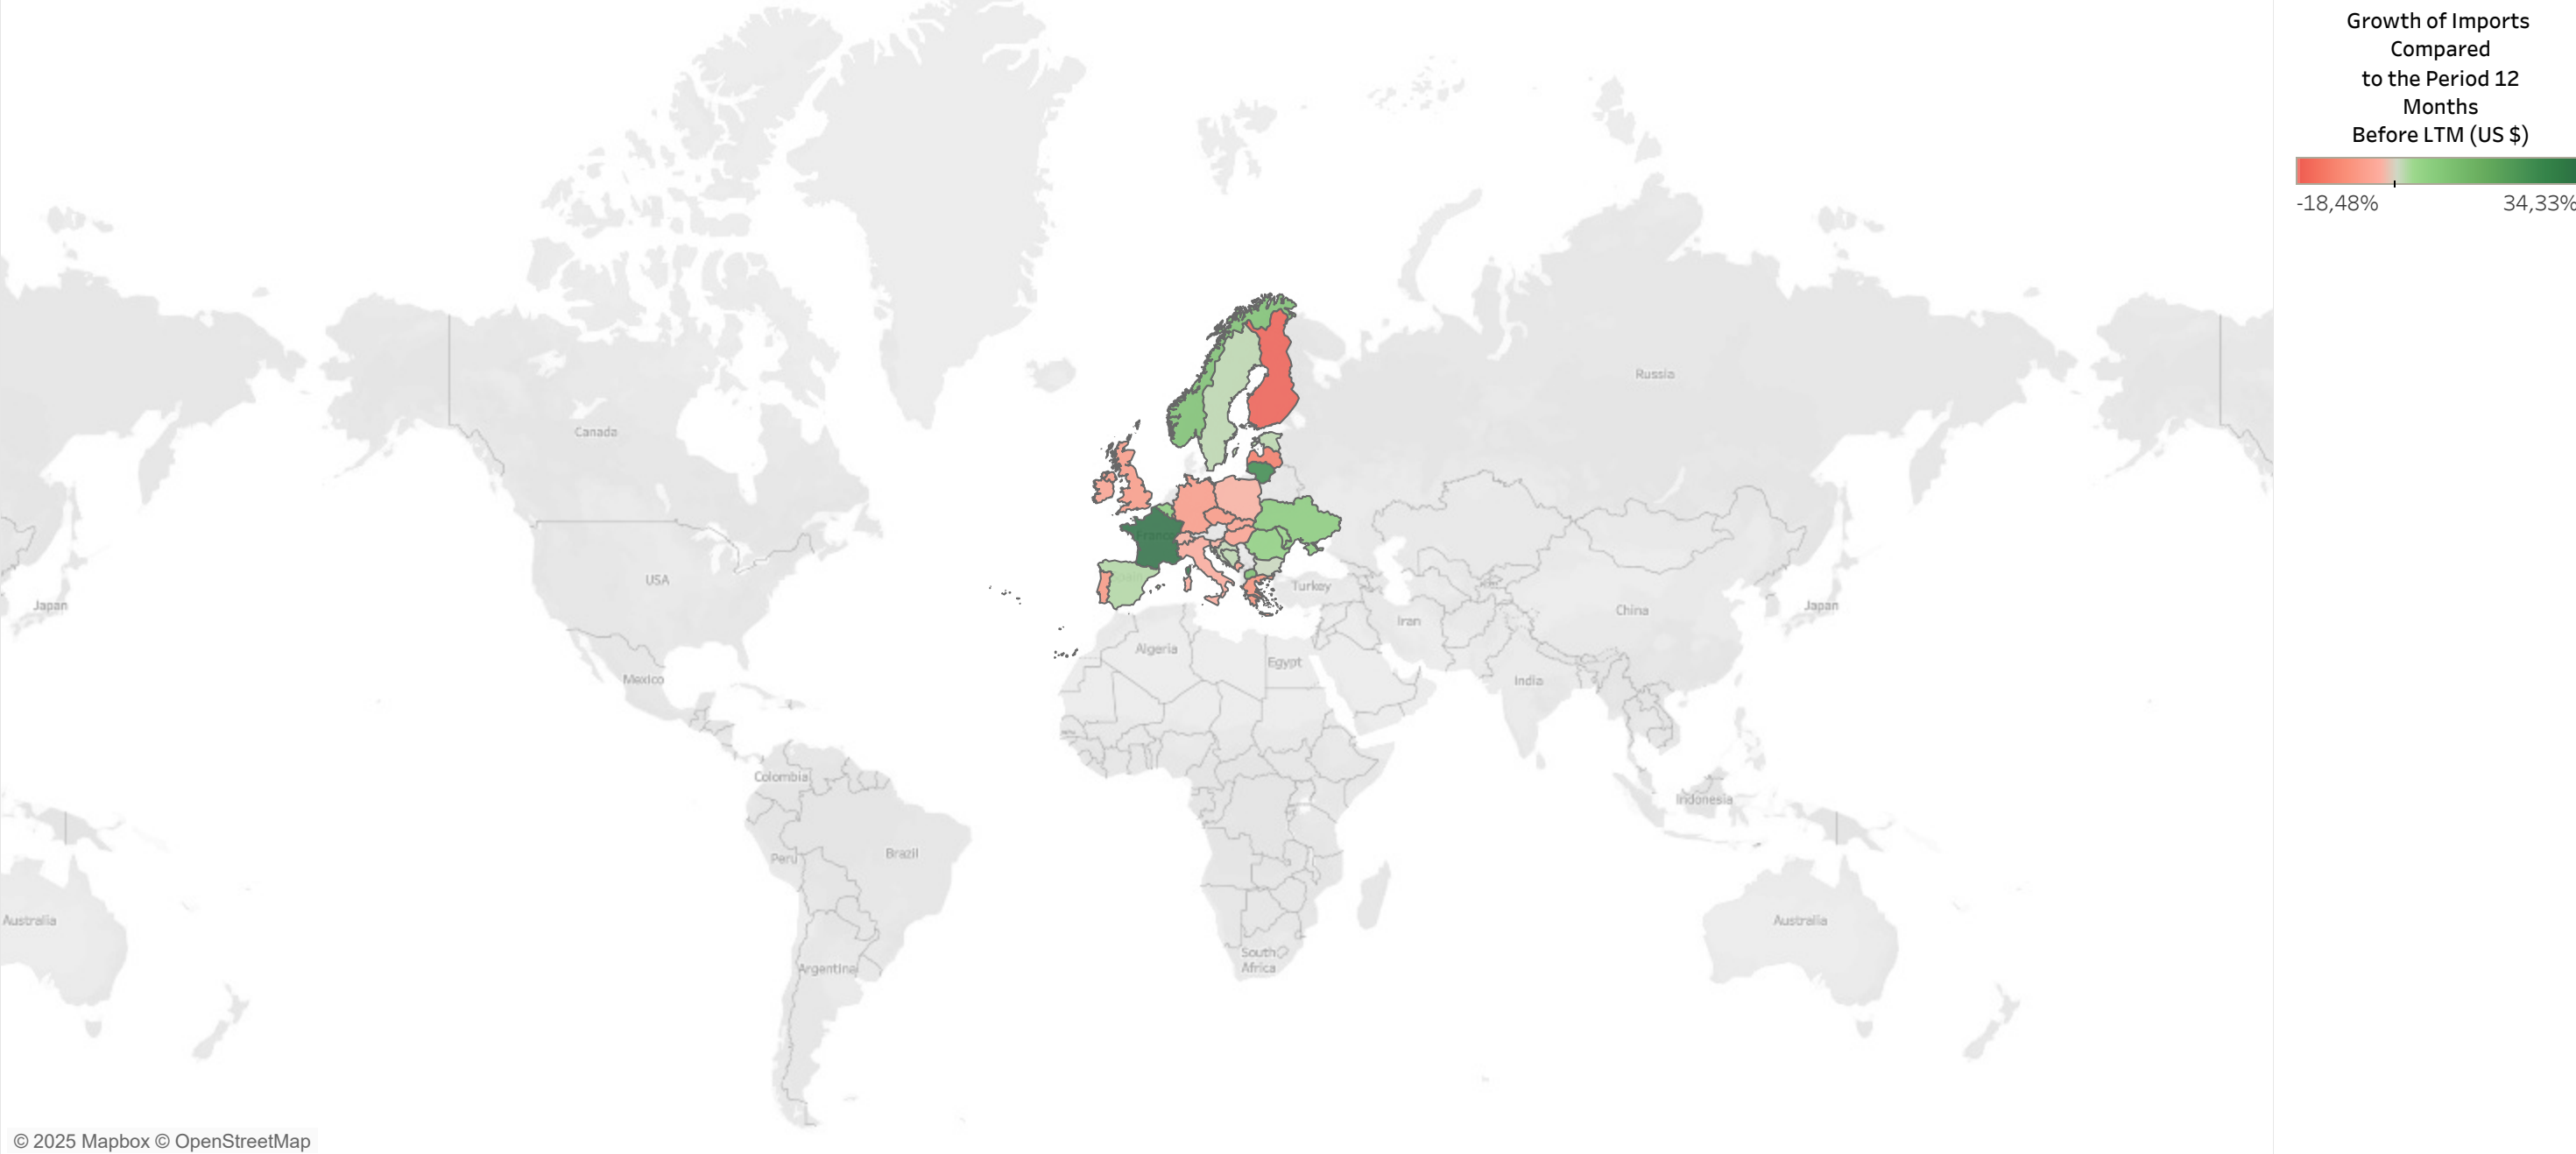 Growth of Imports
Compared
to the Period 12
Months
Before LTM (US $)
-18,48%
34,33%
Russia
Canada
France
USA
Japan
Turkey
China
Japan
Iran
Algeria
Egypt
India
Mexico
Colombia
Indonesia
Peru
Brazil
Australia
Australia
South
Africa
Argentina
© 2025 Mapbox © OpenStreetMap